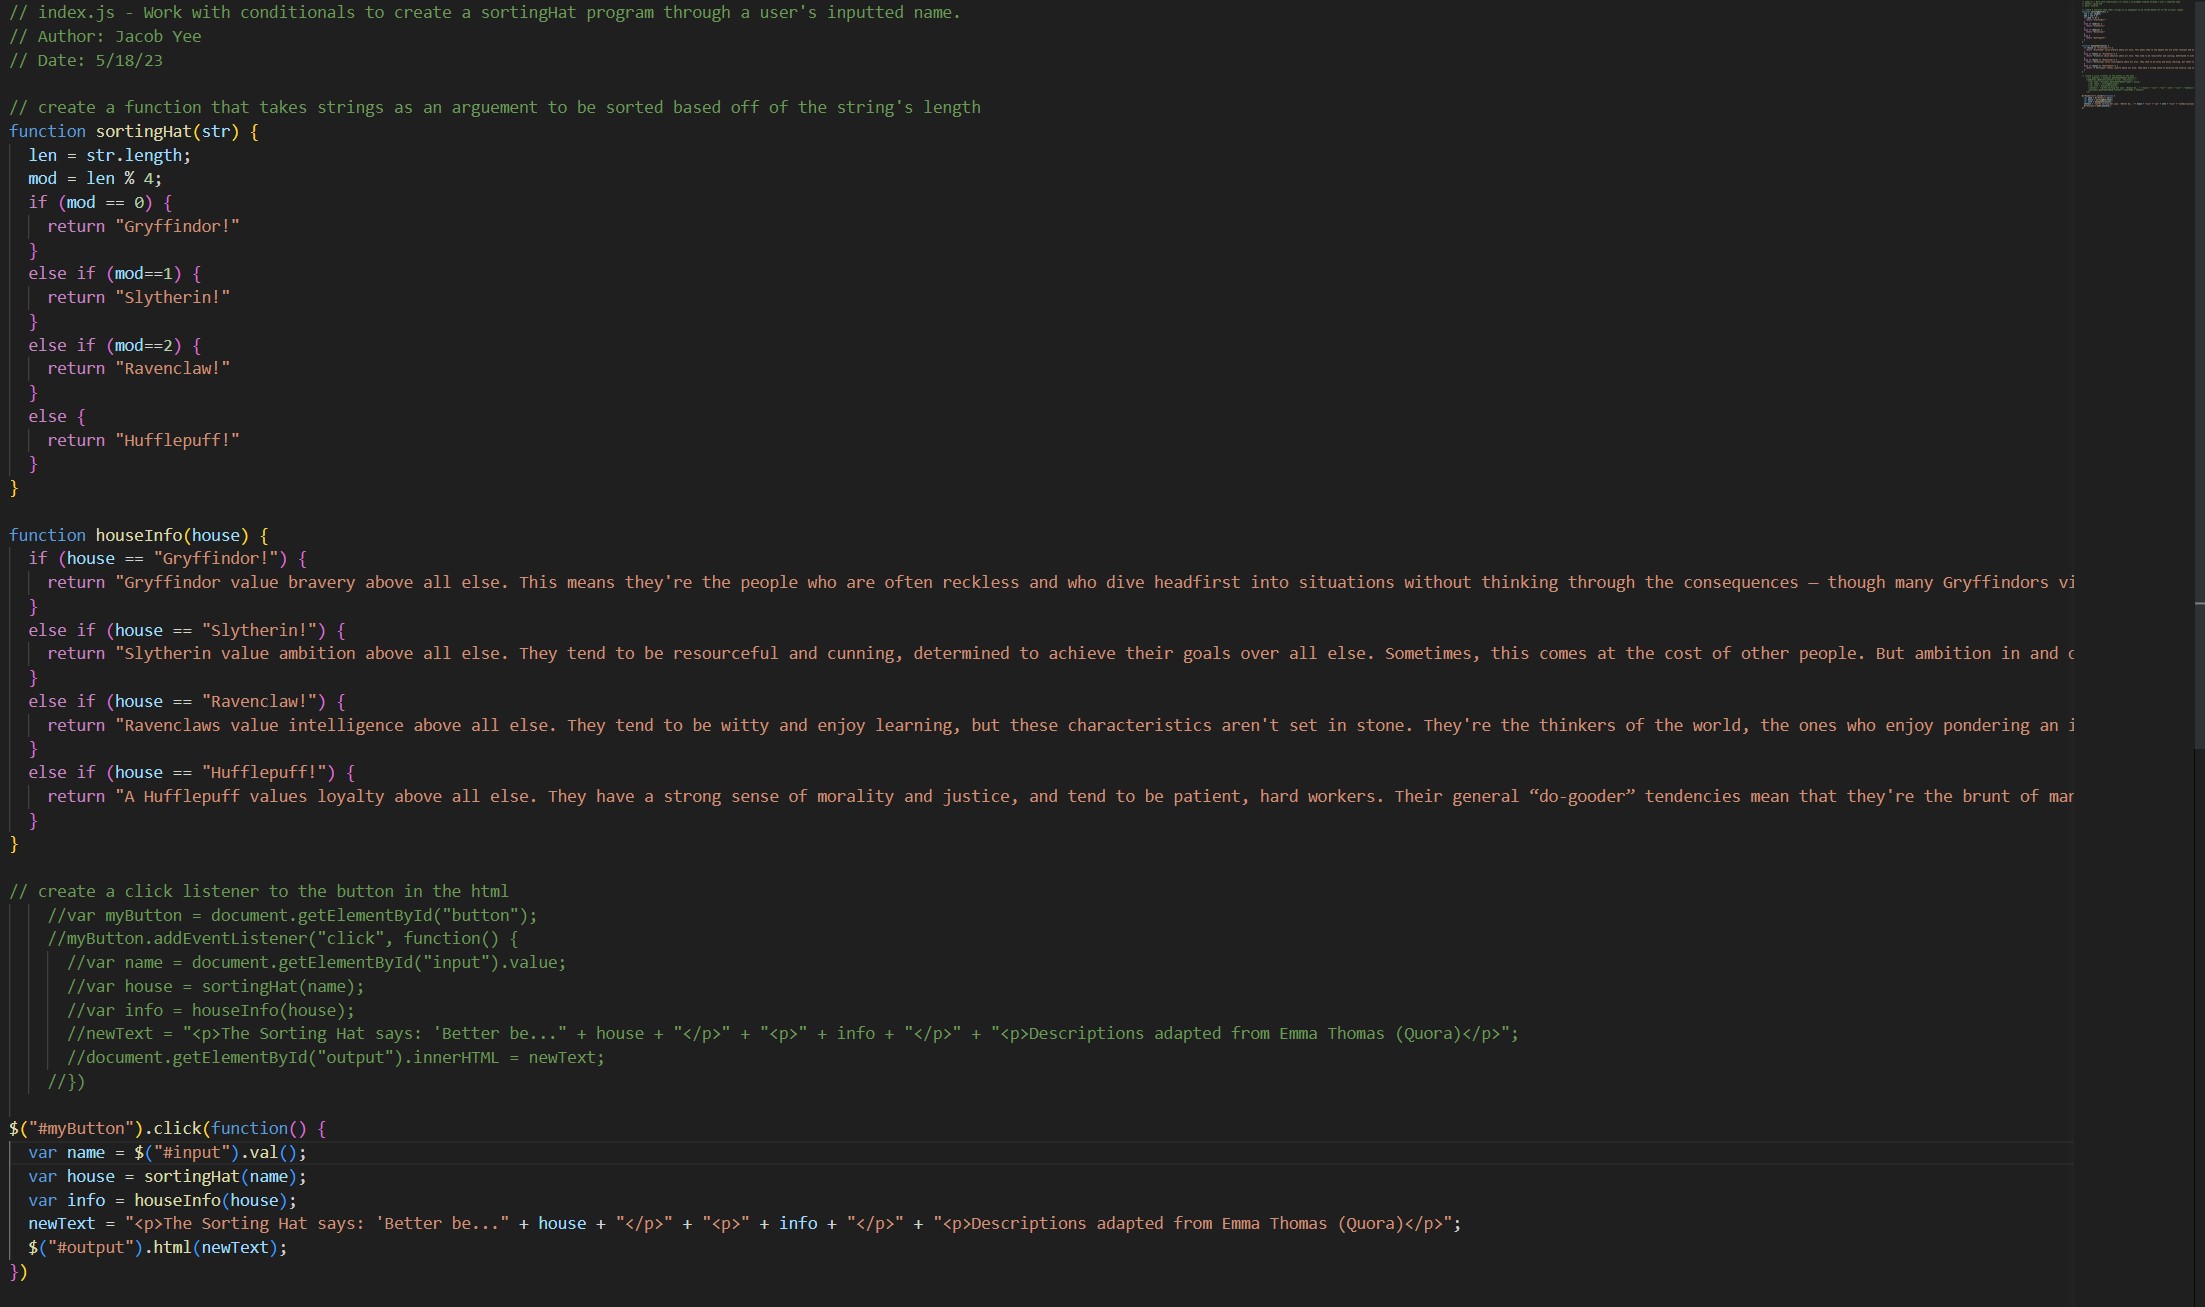 // index.js - Work with conditionals to create a sortingHat program through a user's inputted name.
// Author: Jacob Yee
// Date: 5/18/23

// create a function that takes strings as an arguement to be sorted based off of the string's length
function sortingHat(str) {
  len = str.length;
  mod = len % 4;
  if (mod == 0) {
    return "Gryffindor!"
  }
  else if (mod==1) {
    return "Slytherin!"
  }
  else if (mod==2) {
    return "Ravenclaw!"
  }
  else {
    return "Hufflepuff!"
  }
}

function houseInfo(house) {
  if (house == "Gryffindor!") {
    return "Gryffindor value bravery above all else. This means they're the people who are often reckless and who dive headfirst into situations without thinking through the consequences — though many Gryffindors vi
  }
  else if (house == "Slytherin!") {
    return "Slytherin value ambition above all else. They tend to be resourceful and cunning, determined to achieve their goals over all else. Sometimes, this comes at the cost of other people. But ambition in and c
  }
  else if (house == "Ravenclaw!") {
    return "Ravenclaws value intelligence above all else. They tend to be witty and enjoy learning, but these characteristics aren't set in stone. They're the thinkers of the world, the ones who enjoy pondering an i
  }
  else if (house == "Hufflepuff!") {
    return "A Hufflepuff values loyalty above all else. They have a strong sense of morality and justice, and tend to be patient, hard workers. Their general “do-gooder” tendencies mean that they're the brunt of mar
  }
}

// create a click listener to the button in the html
    //var myButton = document.getElementById("button");
    //myButton.addEventListener("click", function() {
      //var name = document.getElementById("input").value;
      //var house = sortingHat(name);
      //var info = houseInfo(house);
      //newText = "<p>The Sorting Hat says: 'Better be..." + house + "</p>" + "<p>" + info + "</p>" + "<p>Descriptions adapted from Emma Thomas (Quora)</p>";
      //document.getElementById("output").innerHTML = newText;
    //})

$("#myButton").click(function() {
  var name = $("#input").val();
  var house = sortingHat(name);
  var info = houseInfo(house);
  newText = "<p>The Sorting Hat says: 'Better be..." + house + "</p>" + "<p>" + info + "</p>" + "<p>Descriptions adapted from Emma Thomas (Quora)</p>";
  $("#output").html(newText);
})